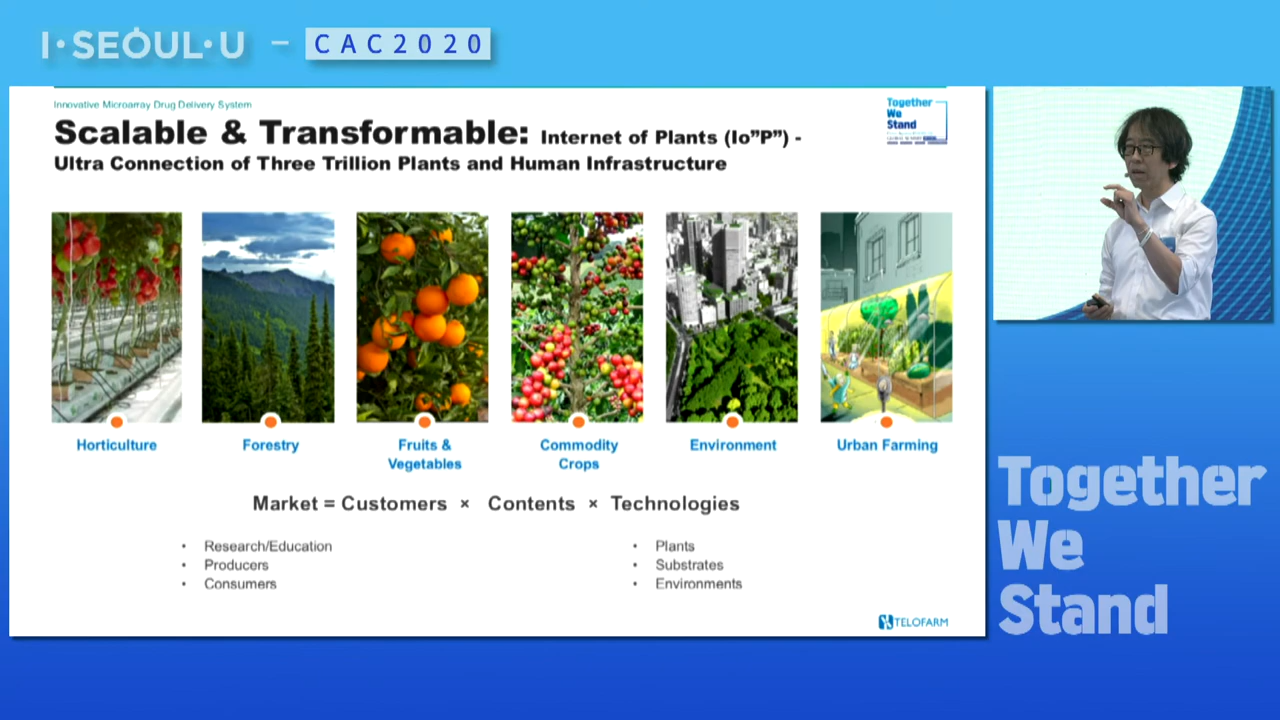 I·SEOUL·U – CAC2020
Innovative Microarray Drug Delivery System
Together
We
Stand
Scalable & Transformable: Internet of Plants (Io”P”) -
Ultra Connection of Three Trillion Plants and Human Infrastructure
Horticulture
Forestry
Fruits &
Vegetables
Commodity
Crops
Environment
Urban Farming
Market = Customers × Contents × Technologies
• Research/Education
• Producers
• Consumers
• Plants
• Substrates
• Environments
TELOFARM
Together
We
Stand